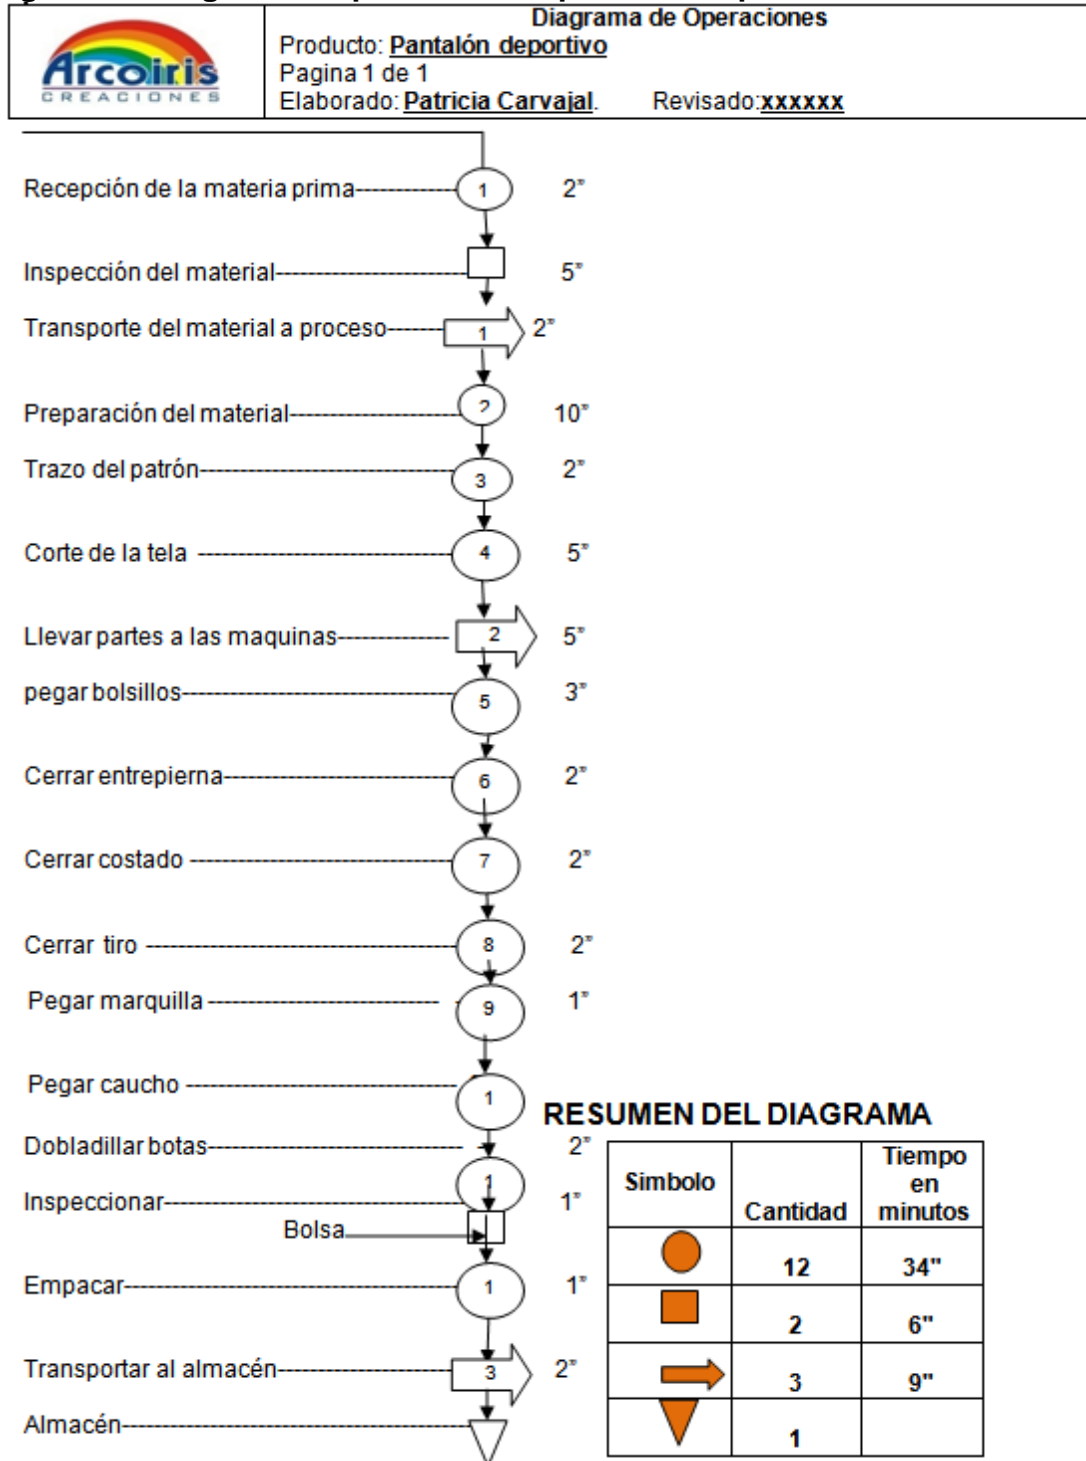 Diagrama de Operaciones
Arcoiris
CREACIONES
Producto: Pantalón deportivo
Pagina 1 de 1
Elaborado: Patricia Carvajal. Revisado:xxxxxx
Recepción de la materia prima 1 2”
Inspección del material 5”
Transporte del material a proceso 1 2”
Preparación del material 2 10”
Trazo del patrón 3 2”
Corte de la tela 4 5”
Llevar partes a las maquinas 2 5”
pegar bolsillos 5 3”
Cerrar entrepierna 6 2”
Cerrar costado 7 2”
Cerrar tiro 8 2”
Pegar marquilla 9 1”
Pegar caucho 1
Dobladillar botas 1 2”
Inspeccionar 1”
Bolsa
Empacar 1 1”
Transportar al almacén 3 2”
Almacén
RESUMEN DEL DIAGRAMA
Simbolo Cantidad Tiempo en minutos
12 34"
2 6"
3 9"
1